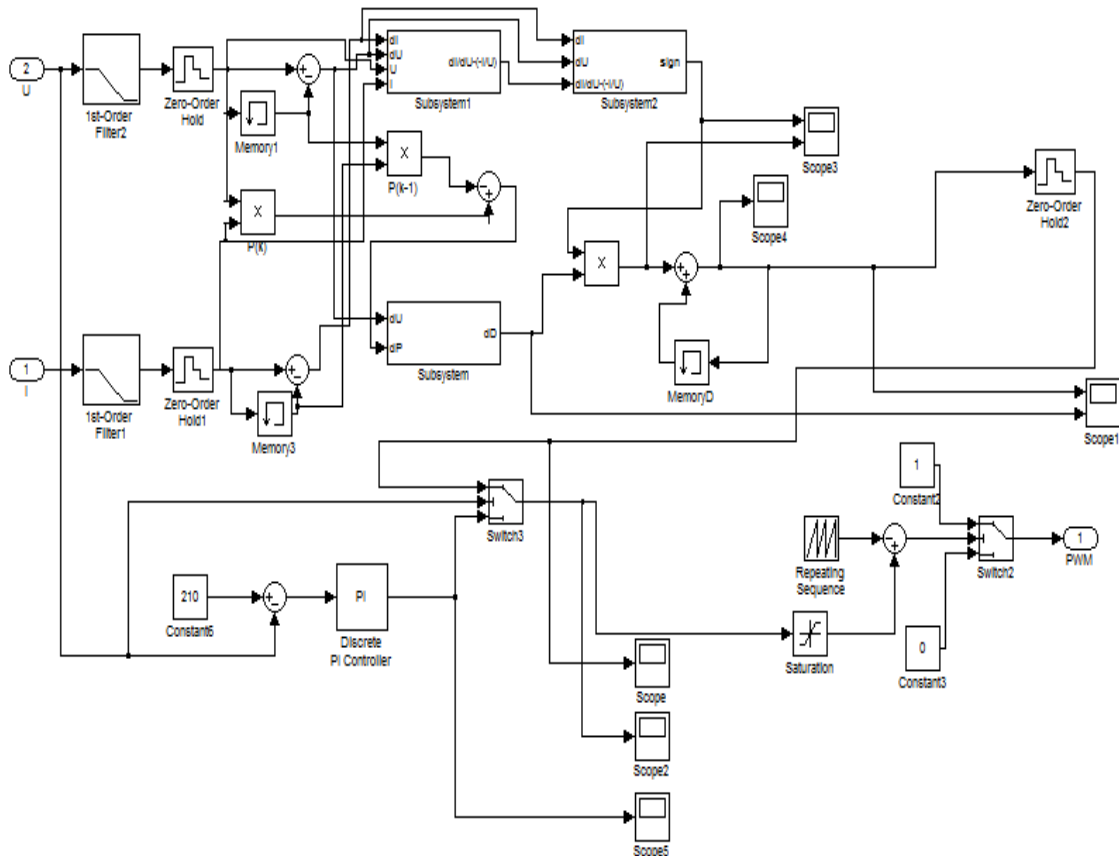 2
U
1st-Order
Filter2
Zero-Order
Hold
Memory1
dI
dU
U
I
dI/dU-(-I/U)
Subsystem1
dI
dU
dI/dU-(-I/U)
sign
Subsystem2
Scope3
X
P(k-1)
X
P(k)
Scope4
Zero-Order
Hold2
X
1
I
1st-Order
Filter1
Zero-Order
Hold1
Memory3
dU
dP
dD
Subsystem
MemoryD
Scope1
Switch3
1
Constant2
Repeating
Sequence
Switch2
1
PWM
210
Constant6
PI
Discrete
PI Controller
Saturation
0
Constant3
Scope
Scope2
Scope5